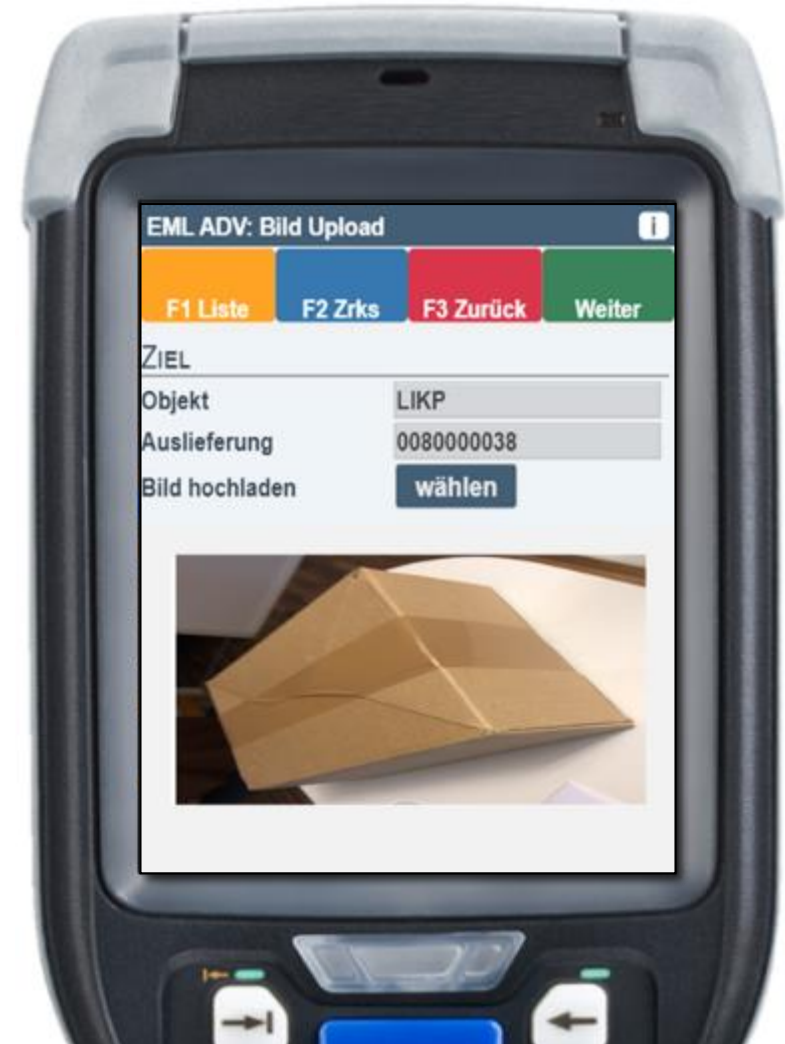 EML ADV: Bild Upload i
F1 Liste F2 Zrks F3 Zurück Weiter
ZIEL
Objekt LIKP
Auslieferung 0080000038
Bild hochladen wählen